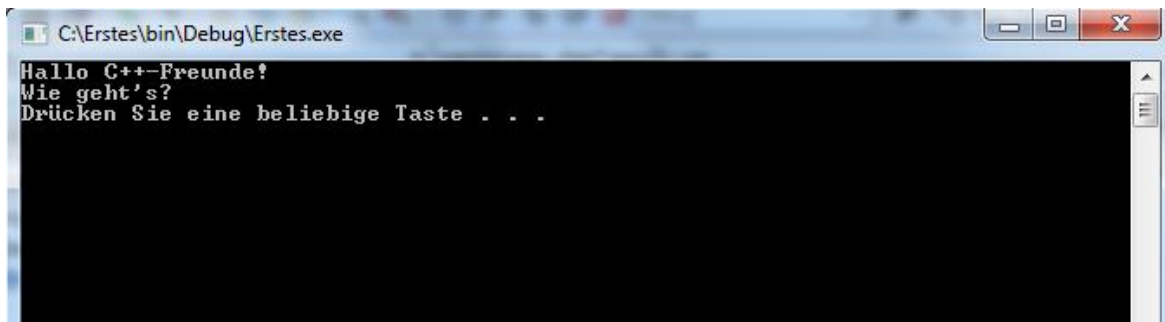 C:\Erstes\bin\Debug\Erstes.exe
Hallo C++-Freunde!
Wie geht's?
Drücken Sie eine beliebige Taste . . .